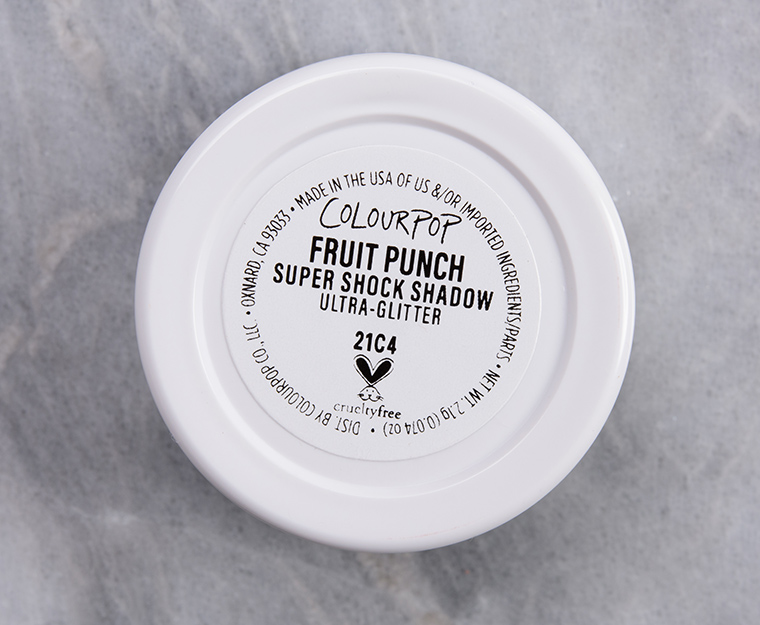 COLOURPOP
FRUIT PUNCH
SUPER SHOCK SHADOW
ULTRA-GLITTER
21C4
crueltyfree
DIST. BY COLOURPOP CO., LLC. • OXNARD, CA 93033 • MADE IN THE USA OF US &/OR IMPORTED INGREDIENTS/PARTS • NET WT. 2.1g (0.074 oz) •